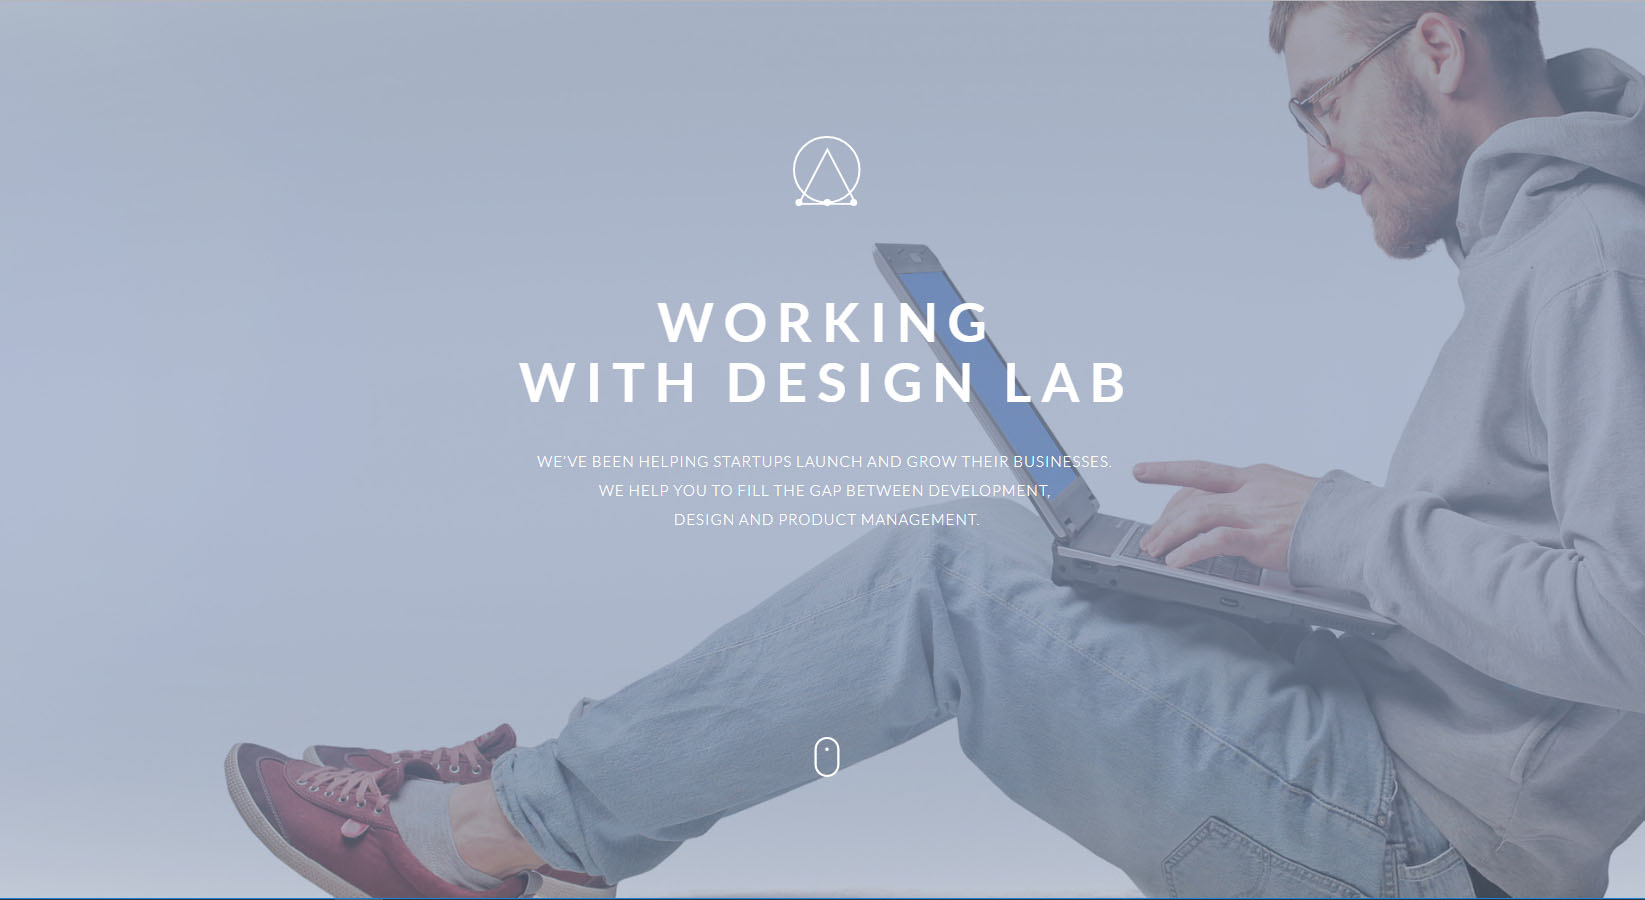 WORKING
WITH DESIGN LAB
WE'VE BEEN HELPING STARTUPS LAUNCH AND GROW THEIR BUSINESSES.
WE HELP YOU TO FILL THE GAP BETWEEN DEVELOPMENT,
DESIGN AND PRODUCT MANAGEMENT.